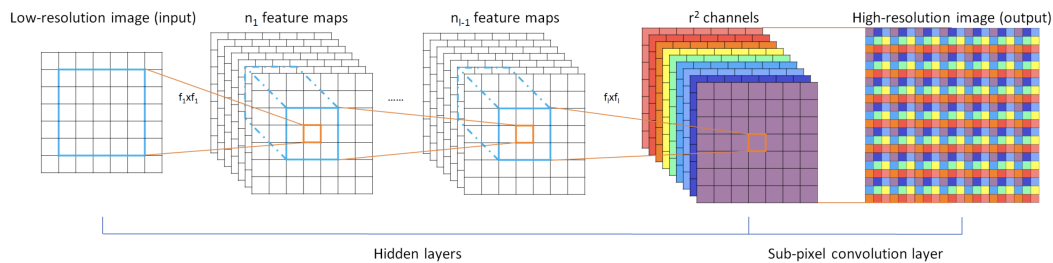 Low-resolution image (input)
n1 feature maps
nl-1 feature maps
r² channels
High-resolution image (output)
f1xf1
......
flxfl
Hidden layers
Sub-pixel convolution layer